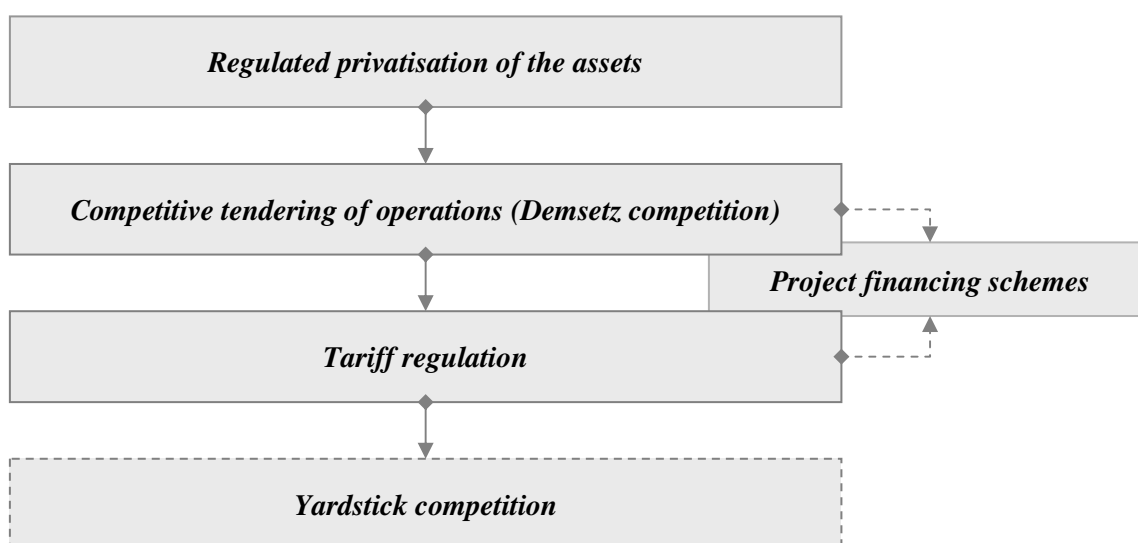 Regulated privatisation of the assets
Competitive tendering of operations (Demsetz competition)
Project financing schemes
Tariff regulation
Yardstick competition